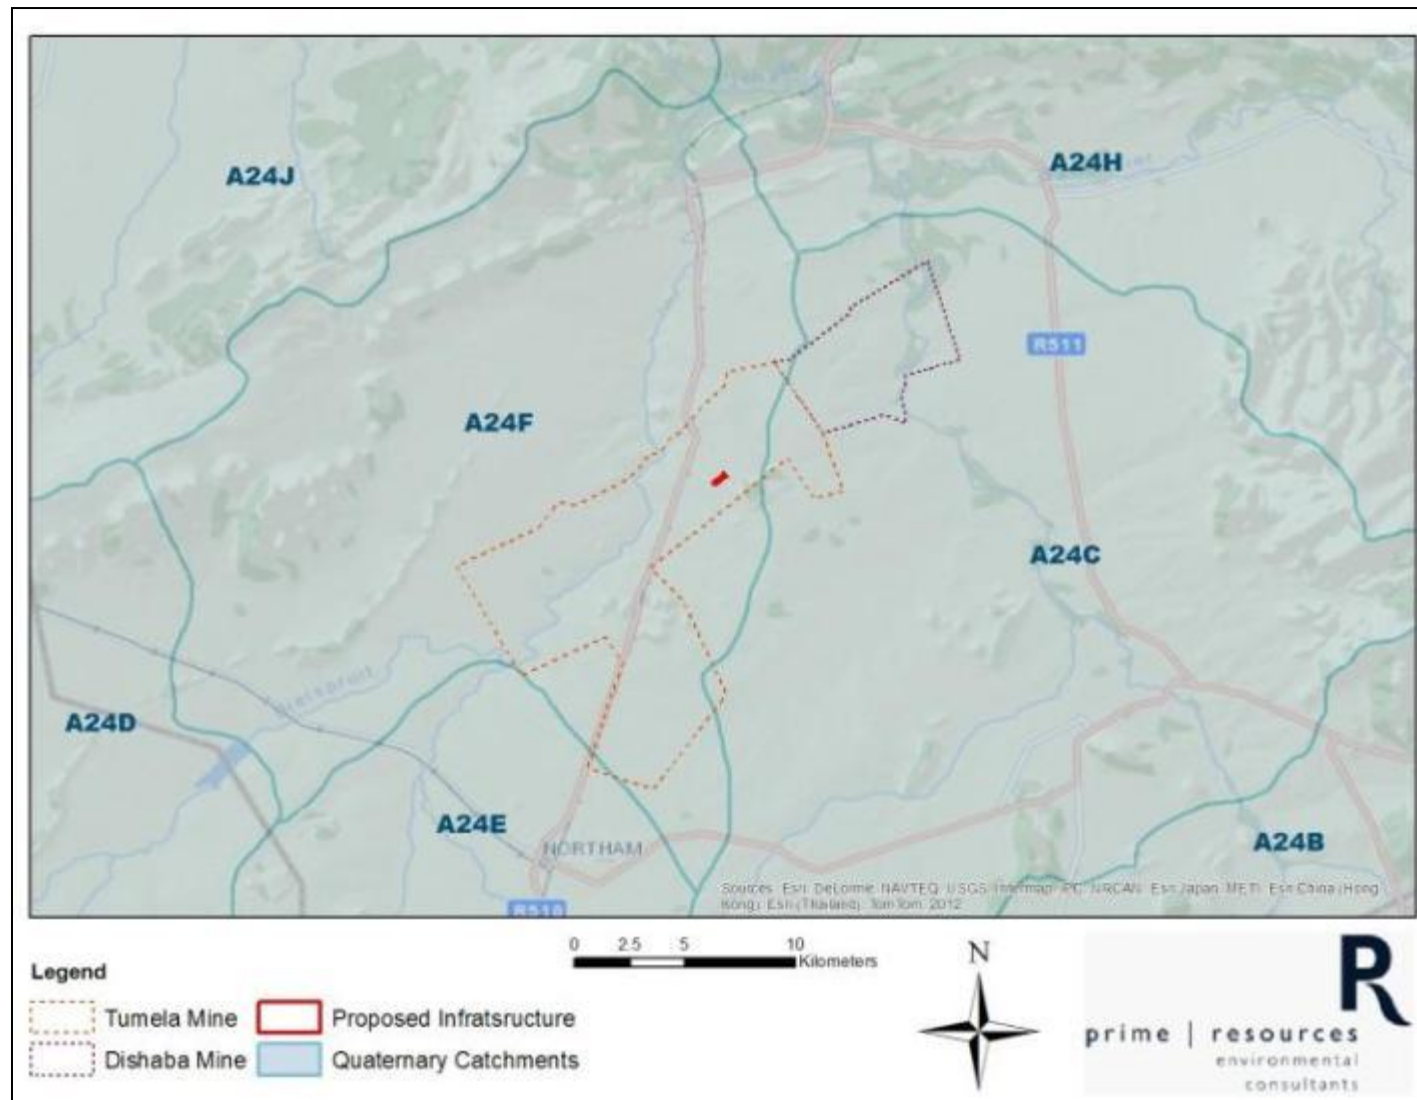 A24J
A24H
R511
A24F
A24C
A24D
A24E
NORTHAM
A24B
R510
Sources: Esri, DeLorme, NAVTEQ, USGS, Intermap, iPC, NRCAN, Esri Japan, METI, Esri China (Hong
Kong), Esri (Thailand), TomTom, 2012
0 2.5 5 10
Kilometers
N
Legend
Tumela Mine
Proposed Infratsructure
Dishaba Mine
Quaternary Catchments
R
prime | resources
environmental
consultants